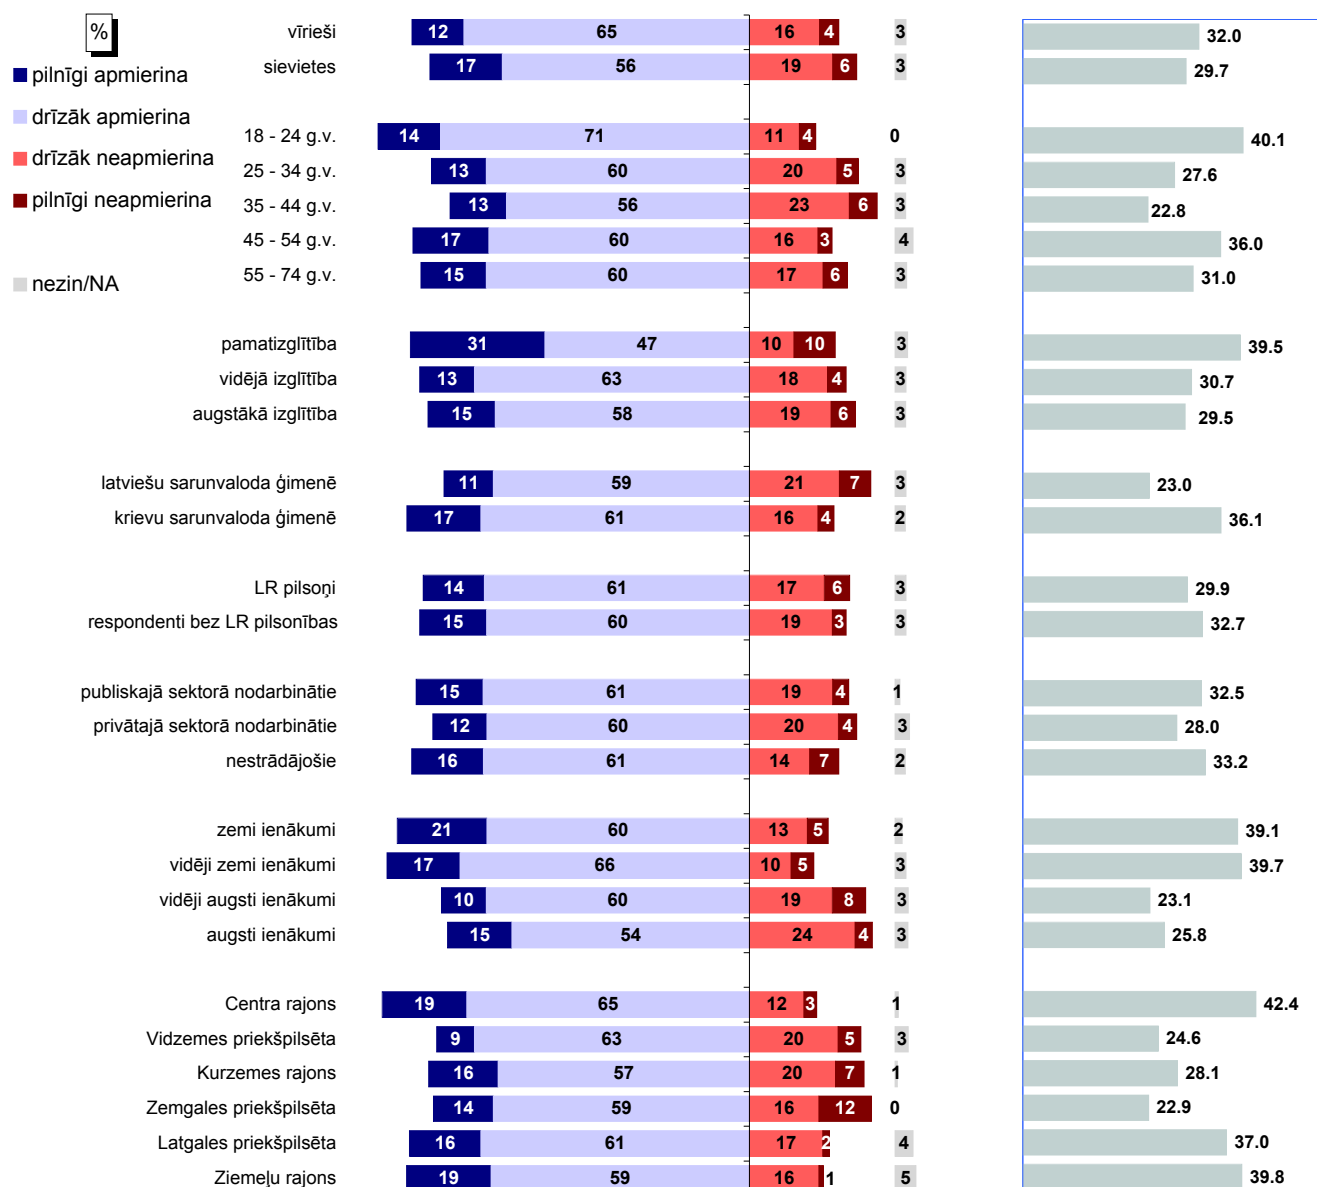 %
pilnīgi apmierina
drīzāk apmierina
drīzāk neapmierina
pilnīgi neapmierina
nezin/NA
vīrieši 12 65 16 4 3 32.0
sievietes 17 56 19 6 3 29.7
18 - 24 g.v. 14 71 11 4 0 40.1
25 - 34 g.v. 13 60 20 5 3 27.6
35 - 44 g.v. 13 56 23 6 3 22.8
45 - 54 g.v. 17 60 16 3 4 36.0
55 - 74 g.v. 15 60 17 6 3 31.0
pamatizglītība 31 47 10 10 3 39.5
vidējā izglītība 13 63 18 4 3 30.7
augstākā izglītība 15 58 19 6 3 29.5
latviešu sarunvaloda ģimenē 11 59 21 7 3 23.0
krievu sarunvaloda ģimenē 17 61 16 4 2 36.1
LR pilsoņi 14 61 17 6 3 29.9
respondenti bez LR pilsonības 15 60 19 3 3 32.7
publiskajā sektorā nodarbinātie 15 61 19 4 1 32.5
privātajā sektorā nodarbinātie 12 60 20 4 3 28.0
nestrādājošie 16 61 14 7 2 33.2
zemi ienākumi 21 60 13 5 2 39.1
vidēji zemi ienākumi 17 66 10 5 3 39.7
vidēji augsti ienākumi 10 60 19 8 3 23.1
augsti ienākumi 15 54 24 4 3 25.8
Centra rajons 19 65 12 3 1 42.4
Vidzemes priekšpilsēta 9 63 20 5 3 24.6
Kurzemes rajons 16 57 20 7 1 28.1
Zemgales priekšpilsēta 14 59 16 12 0 22.9
Latgales priekšpilsēta 16 61 17 2 4 37.0
Ziemeļu rajons 19 59 16 1 5 39.8